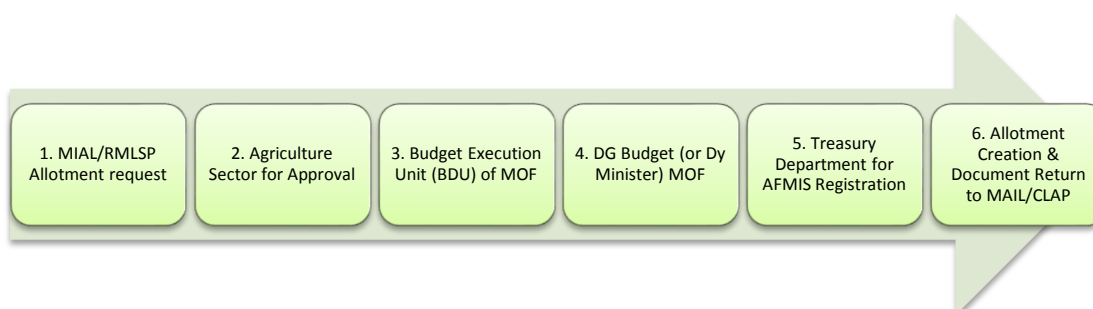 1. MIAL/RMLSP
Allotment request
2. Agriculture
Sector for Approval
3. Budget Execution
Unit (BDU) of MOF
4. DG Budget (or Dy
Minister) MOF
5. Treasury
Department for
AFMIS Registration
6. Allotment
Creation &
Document Return
to MAIL/CLAP